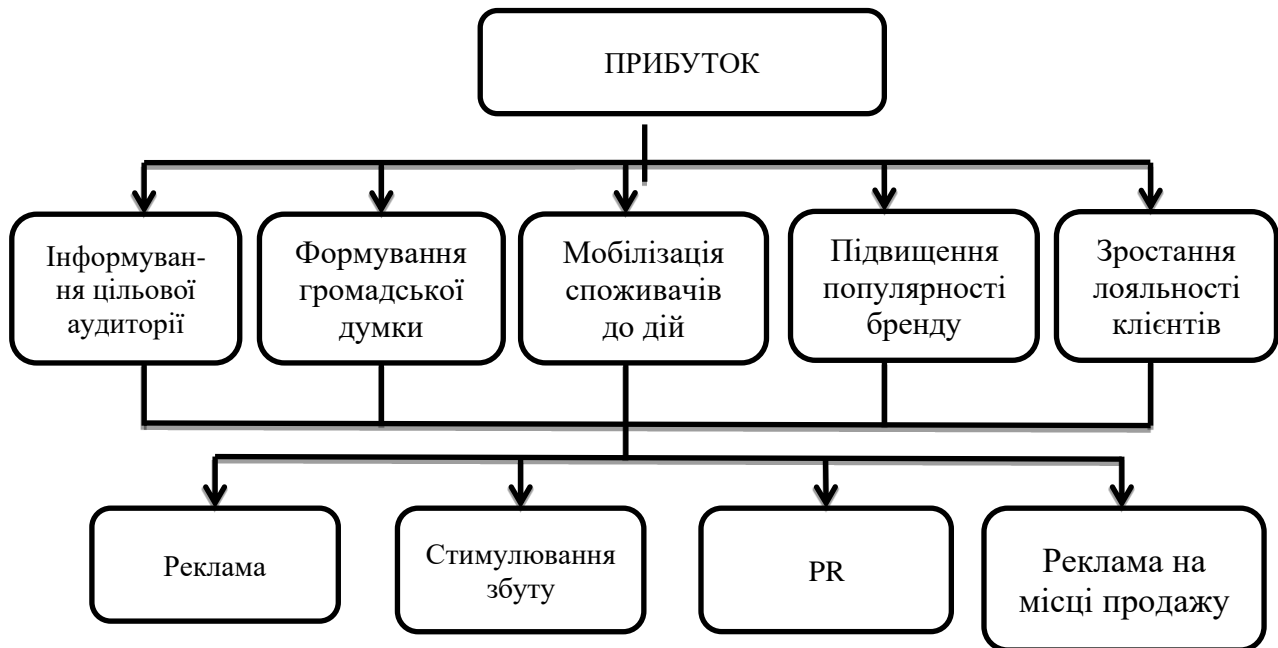 ПРИБУТОК
Інформуван-
ня цільової
аудиторії
Формування
громадської
думки
Мобілізація
споживачів
до дій
Підвищення
популярності
бренду
Зростання
лояльності
клієнтів
Реклама
Стимулювання
збуту
PR
Реклама на
місці продажу